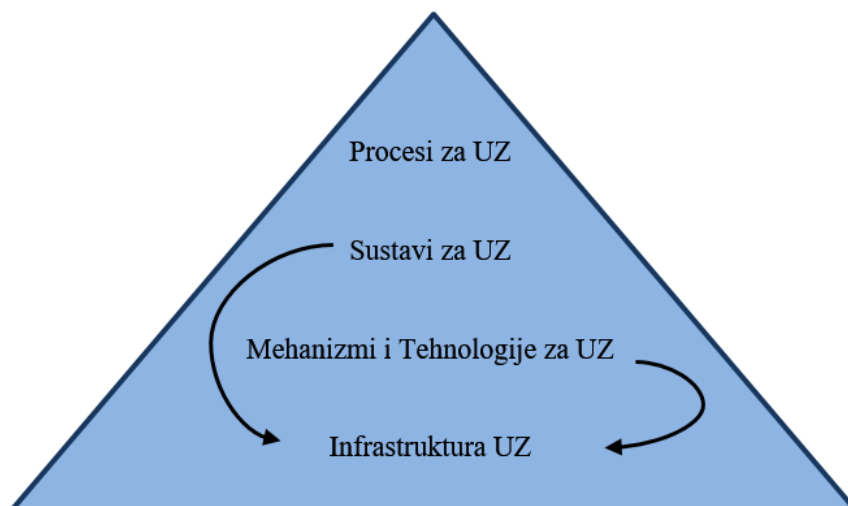 Procesi za UZ
Sustavi za UZ
Mehanizmi i Tehnologije za UZ
Infrastruktura UZ